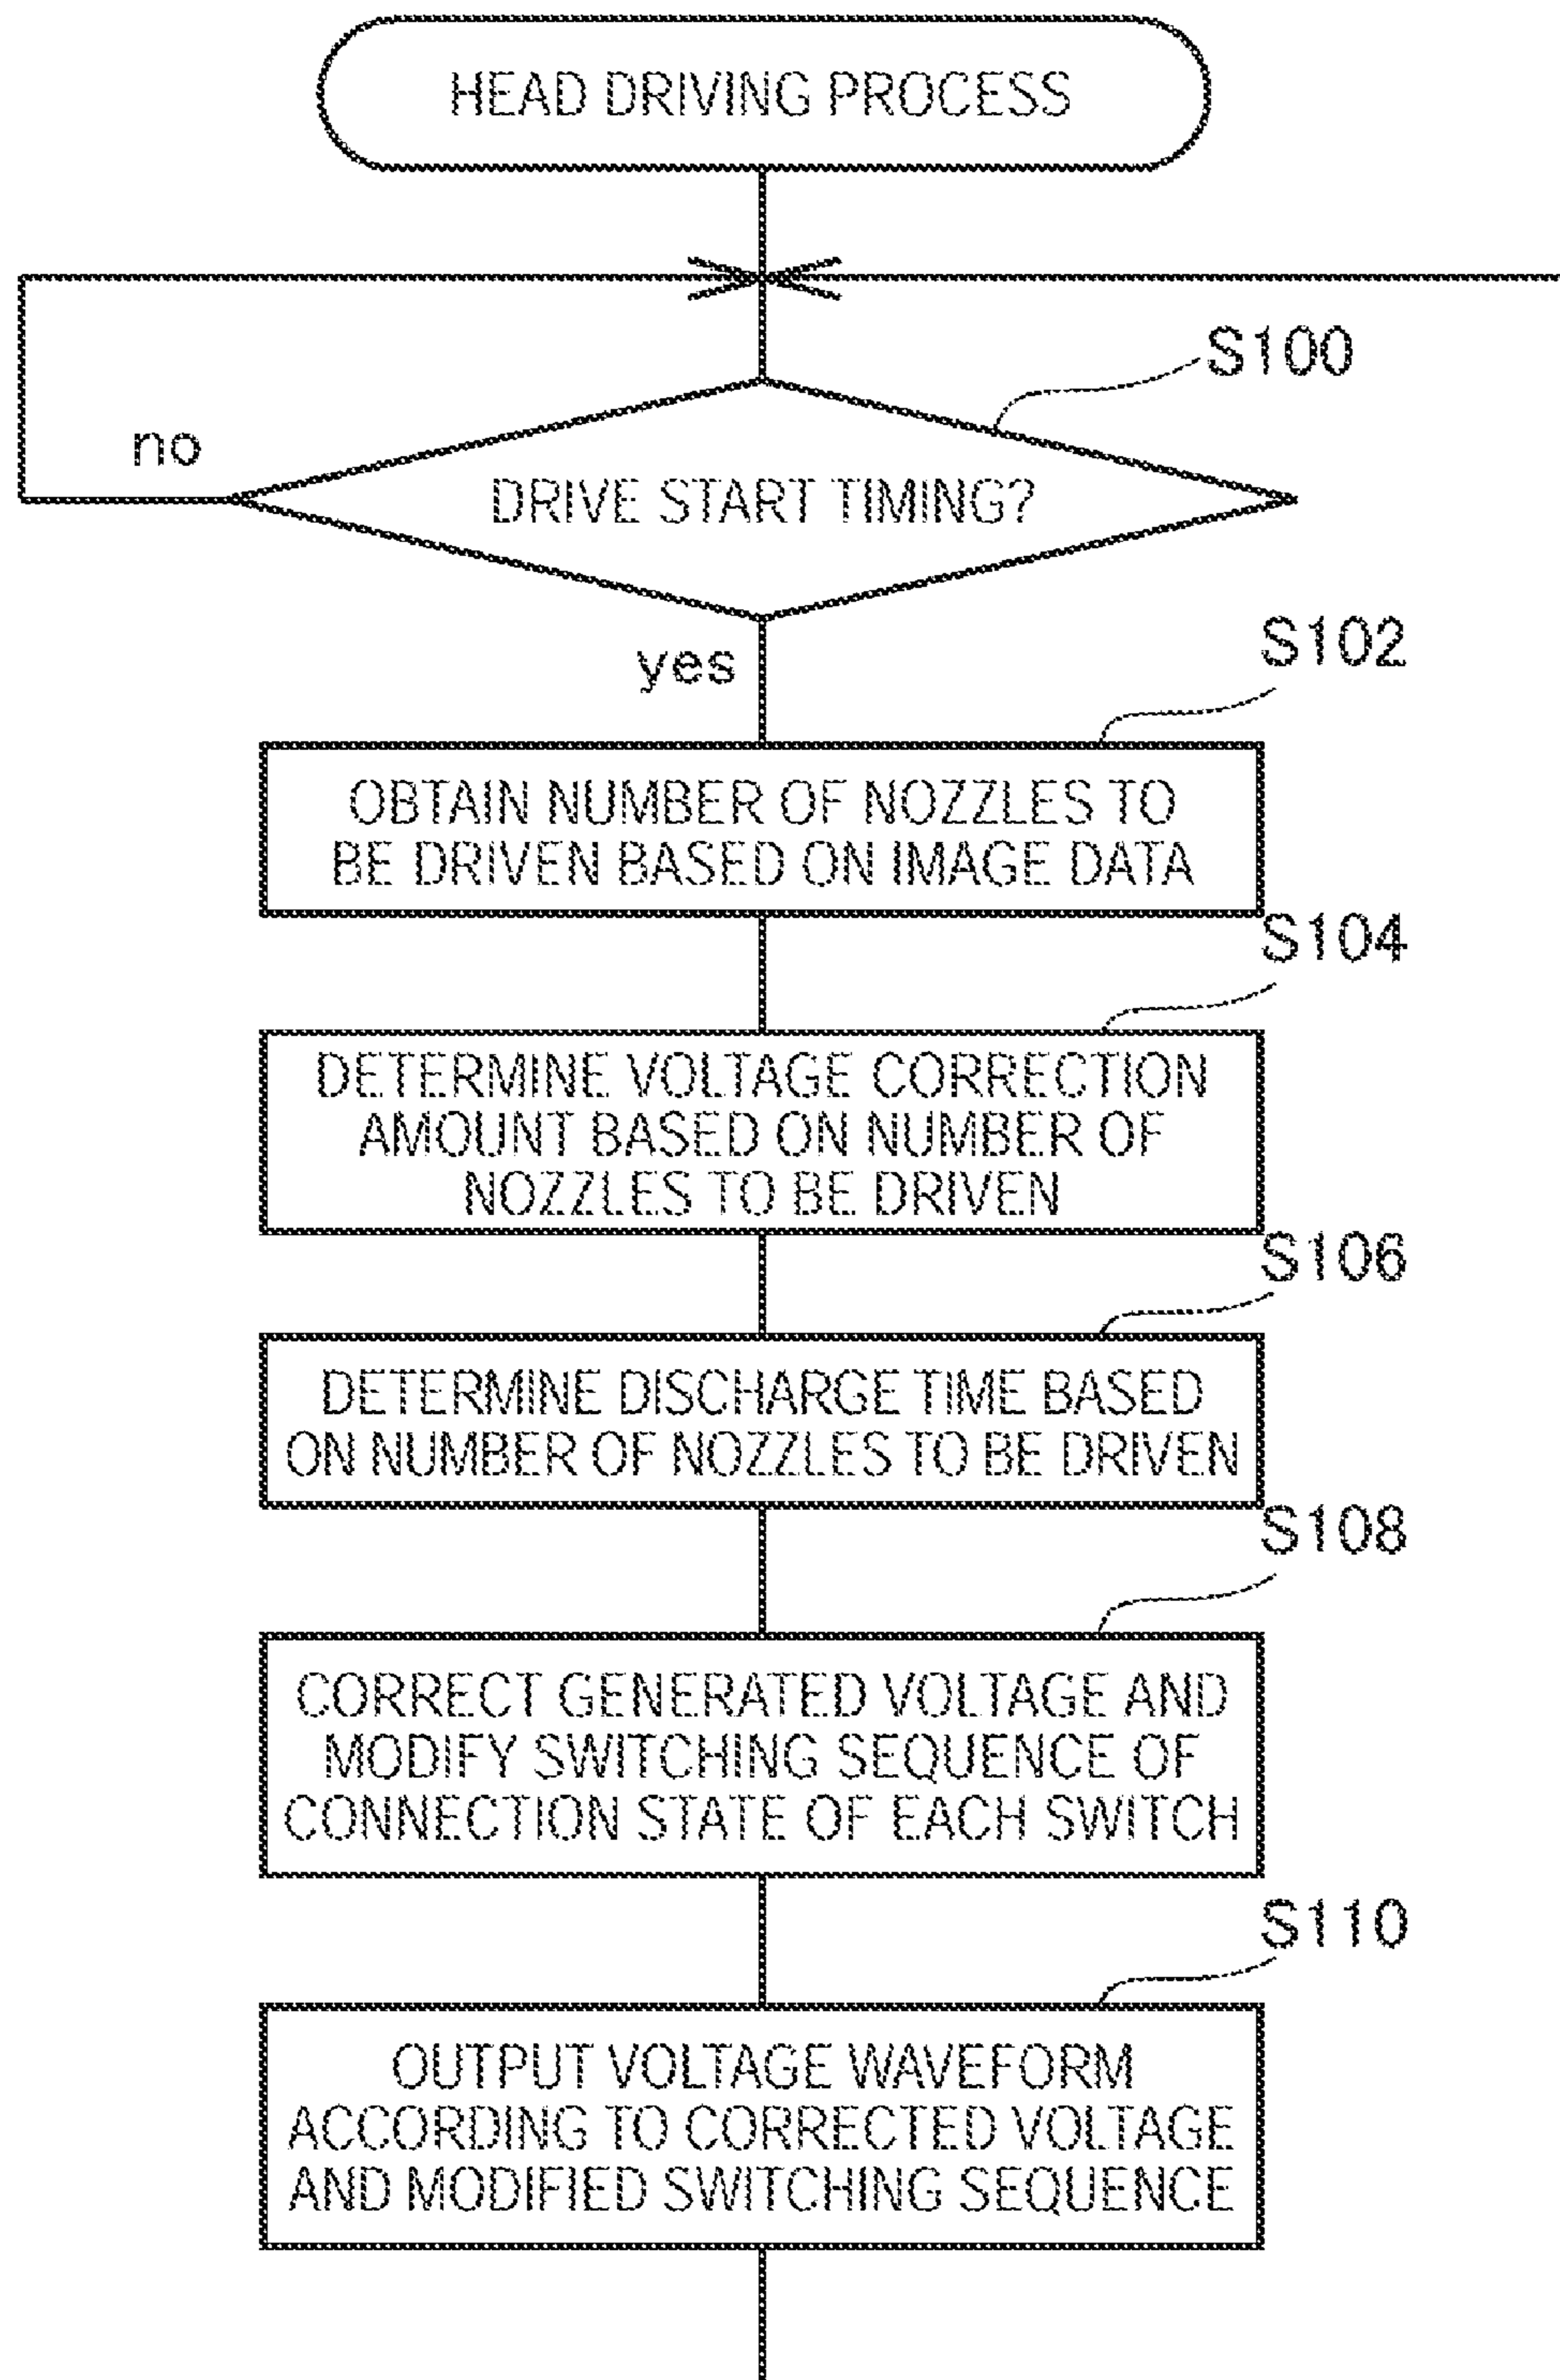 HEAD DRIVING PROCESS
S100
no
DRIVE START TIMING?
yes
S102
OBTAIN NUMBER OF NOZZLES TO
BE DRIVEN BASED ON IMAGE DATA
S104
DETERMINE VOLTAGE CORRECTION
AMOUNT BASED ON NUMBER OF
NOZZLES TO BE DRIVEN
S106
DETERMINE DISCHARGE TIME BASED
ON NUMBER OF NOZZLES TO BE DRIVEN
S108
CORRECT GENERATED VOLTAGE AND
MODIFY SWITCHING SEQUENCE OF
CONNECTION STATE OF EACH SWITCH
S110
OUTPUT VOLTAGE WAVEFORM
ACCORDING TO CORRECTED VOLTAGE
AND MODIFIED SWITCHING SEQUENCE